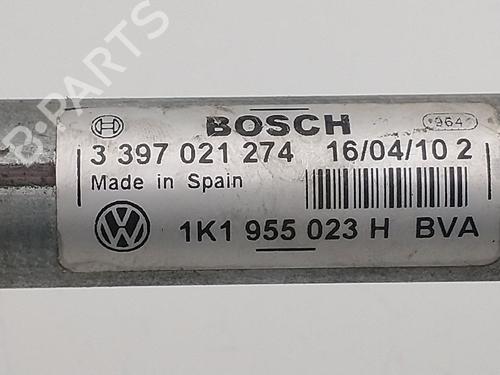 B-PARTS
BOSCH 964
3 397 021 274 16/04/10 2
Made in Spain
1K1 955 023 H BVA